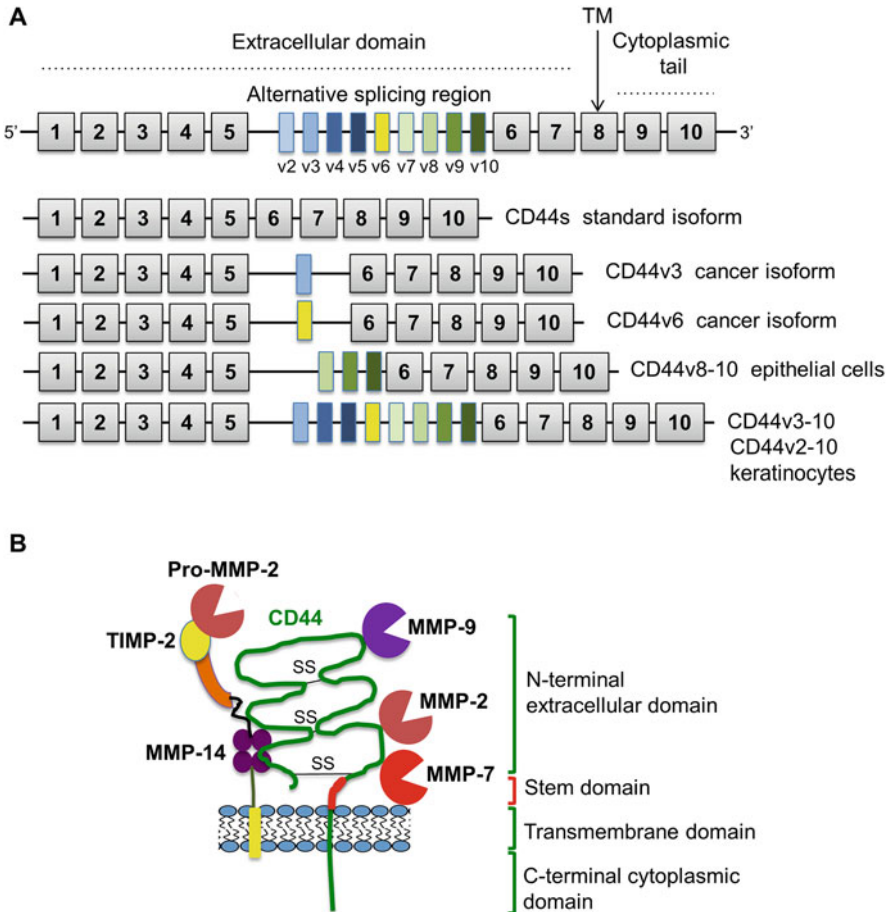 A
TM
Extracellular domain
Cytoplasmic
tail
Alternative splicing region
5' 1 2 3 4 5 6 7 8 9 10 3'
v2 v3 v4 v5 v6 v7 v8 v9 v10
1 2 3 4 5 6 7 8 9 10 CD44s standard isoform
1 2 3 4 5 6 7 8 9 10 CD44v3 cancer isoform
1 2 3 4 5 6 7 8 9 10 CD44v6 cancer isoform
1 2 3 4 5 6 7 8 9 10 CD44v8-10 epithelial cells
1 2 3 4 5 6 7 8 9 10 CD44v3-10
CD44v2-10
keratinocytes
B
Pro-MMP-2
CD44
MMP-9
TIMP-2
SS
N-terminal
extracellular domain
MMP-2
SS
MMP-14
SS
MMP-7
Stem domain
Transmembrane domain
C-terminal cytoplasmic
domain